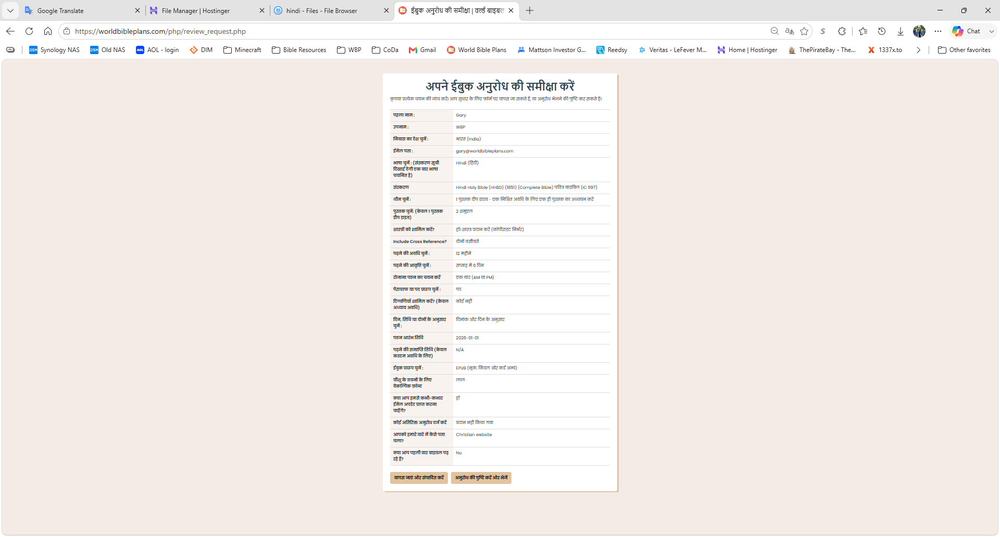 Google Translate
File Manager | Hostinger
hindi - Files - File Browser
ईबुक अनुरोध की समीक्षा | वर्ल्ड बाइबल
https://worldbibleplans.com/php/review_request.php
Chat
Synology NAS
Old NAS
AOL - login
DIM
Minecraft
Bible Resources
WBP
CoDa
Gmail
World Bible Plans
Mattson Investor G...
Reedsy
Veritas - LeFever M...
Home | Hostinger
ThePirateBay - The...
1337x.to
Other favorites
अपने ईबुक अनुरोध की समीक्षा करें
कृपया प्रत्येक चयन की जांच करें। आप सुधार के लिए फॉर्म पर वापस जा सकते हैं, या अनुरोध भेजने की पुष्टि कर सकते हैं।
पहला नाम : Gary
उपनाम : WBP
निवास का देश चुनें : भारत (India)
ईमेल पता : gary@worldbibleplans.com
भाषा चुनें : (संस्करण सूची Hindi (हिंदी)
दिखाई देगी एक बार भाषा
चयनित है)
संस्करण Hindi Holy Bible (HHBD) (1851) (Complete Bible) पवित्र बाइबिल (IC 1197)
थीम चुनें : 1 पुस्तक डीप डाइव - एक निश्चित अवधि के लिए एक ही पुस्तक का अध्ययन करें
पुस्तक चुनें: (केवल 1 पुस्तक 2 शमूएल
डीप डाइव)
शास्त्रों को शामिल करें? हाँ। शास्त्र प्रदान करें (कॉपीराइट निर्भर)
Include Cross Reference? दोनों वसीयतें
पढ़ने की अवधि चुनें : 12 महीने
पढ़ने की आवृत्ति चुनें : सप्ताह में 6 दिन
रोजाना पठन का चयन करें एक बार (AM या PM)
पैराग्राफ या पद प्रारूप चुनें : पद
टिप्पणियाँ शामिल करें? (केवल कोई नहीं
अध्याय अवधि)
दिन, तिथि या दोनों के अनुसार दिनांक और दिन के अनुसार
चुनें :
पठन आरंभ तिथि 2026-01-01
पढ़ने की समाप्ति तिथि (केवल N/A
कस्टम अवधि के लिए)
ईबुक प्रारूप चुनें : EPUB (नूक, किंडल और कई अन्य)
यीशु के वचनों के लिए लाल
वैकल्पिक फ़ॉन्ट
क्या आप हमसे कभी-कभार हाँ
ईमेल अपडेट प्राप्त करना
चाहेंगे?
कोई अतिरिक्त अनुरोध दर्ज करें प्रदान नहीं किया गया
आपको हमारे बारे में कैसे पता Christian website
चला?
क्या आप पहली बार बाइबल पढ़ No
रहे हैं?
वापस जाएं और संपादित करें
अनुरोध की पुष्टि करें और भेजें